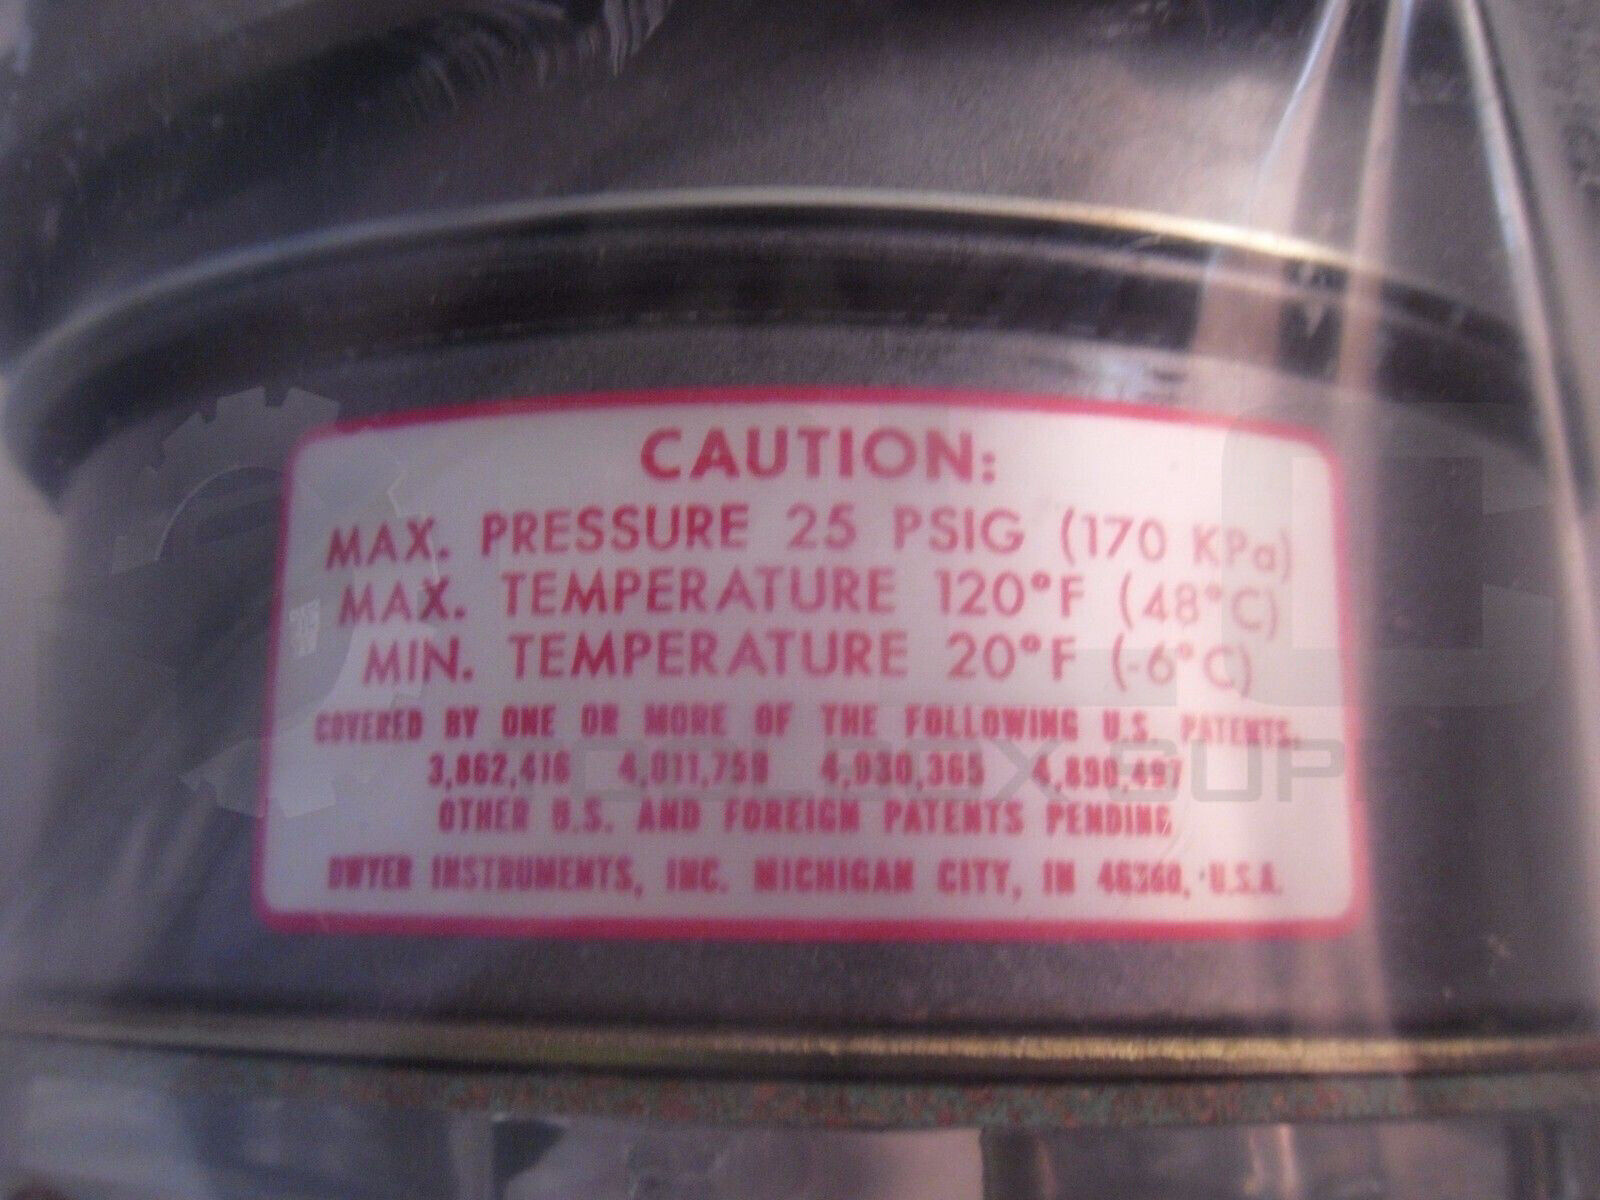 CAUTION:
MAX. PRESSURE 25 PSIG (170 KPa)
MAX. TEMPERATURE 120°F (48°C)
MIN. TEMPERATURE 20°F (-6°C)
COVERED BY ONE OR MORE OF THE FOLLOWING U.S. PATENTS.
3,862,416 4,011,759 4,930,365 4,890,497
OTHER U.S. AND FOREIGN PATENTS PENDING
DWYER INSTRUMENTS, INC. MICHIGAN CITY, IN 46360, U.S.A.